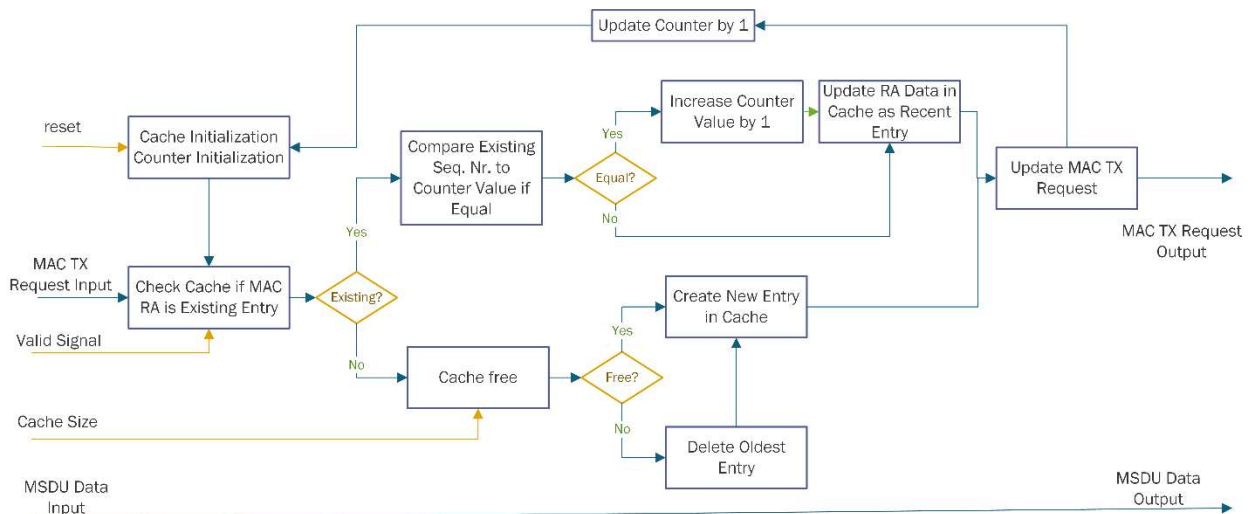 Update Counter by 1
reset
Cache Initialization
Counter Initialization
Compare Existing
Seq. Nr. to
Counter Value if
Equal
Yes
Equal?
No
Increase Counter
Value by 1
Update RA Data in
Cache as Recent
Entry
Update MAC TX
Request
MAC TX Request
Output
MAC TX
Request Input
Check Cache if MAC
RA is Existing Entry
Yes
Existing?
No
Valid Signal
Create New Entry
in Cache
Yes
Cache free
Free?
No
Cache Size
Delete Oldest
Entry
MSDU Data
Input
MSDU Data
Output